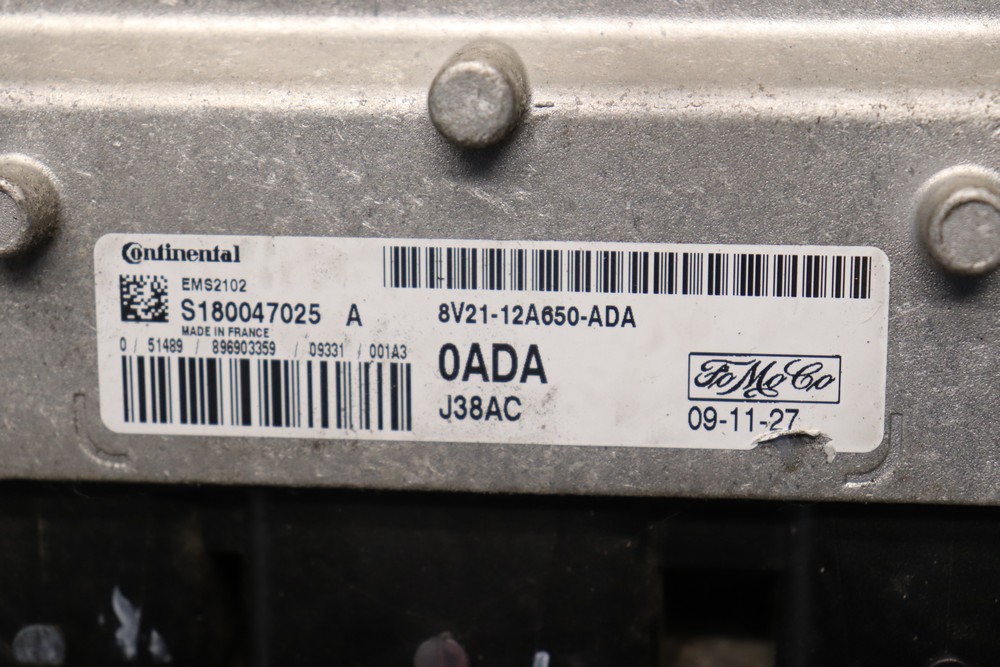 Continental
EMS2102
S180047025 A
MADE IN FRANCE
0 / 51489 / 896903359 / 09331 / 001A3
8V21-12A650-ADA
0ADA
J38AC
FoMoCo
09-11-27